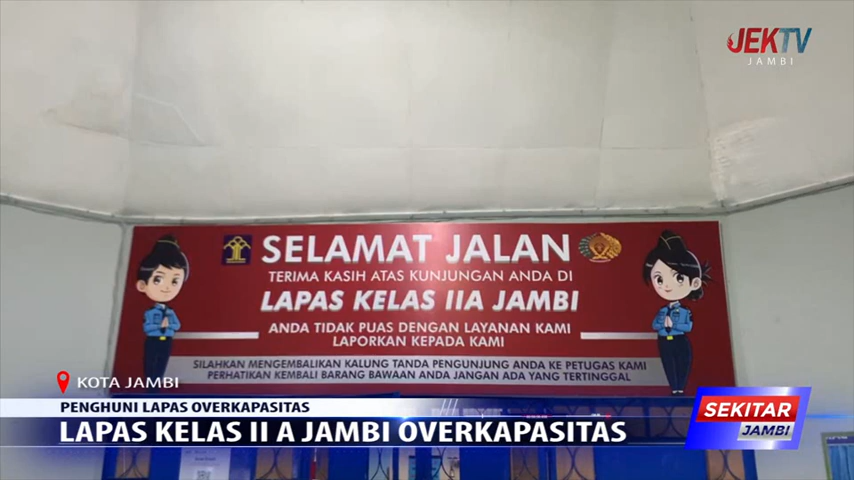 JEKTV
JAMBI
SELAMAT JALAN
TERIMA KASIH ATAS KUNJUNGAN ANDA DI
LAPAS KELAS IIA JAMBI
ANDA TIDAK PUAS DENGAN LAYANAN KAMI
LAPORKAN KEPADA KAMI
SILAHKAN MENGEMBALIKAN KALUNG TANDA PENGUNJUNG ANDA KE PETUGAS KAMI
PERHATIKAN KEMBALI BARANG BAWAAN ANDA JANGAN ADA YANG TERTINGGAL
KOTA JAMBI
PENGHUNI LAPAS OVERKAPASITAS
LAPAS KELAS II A JAMBI OVERKAPASITAS
SEKITAR
JAMBI